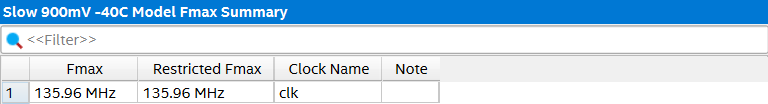 Slow 900mV -40C Model Fmax Summary
<<Filter>>
Fmax Restricted Fmax Clock Name Note
1 135.96 MHz 135.96 MHz clk